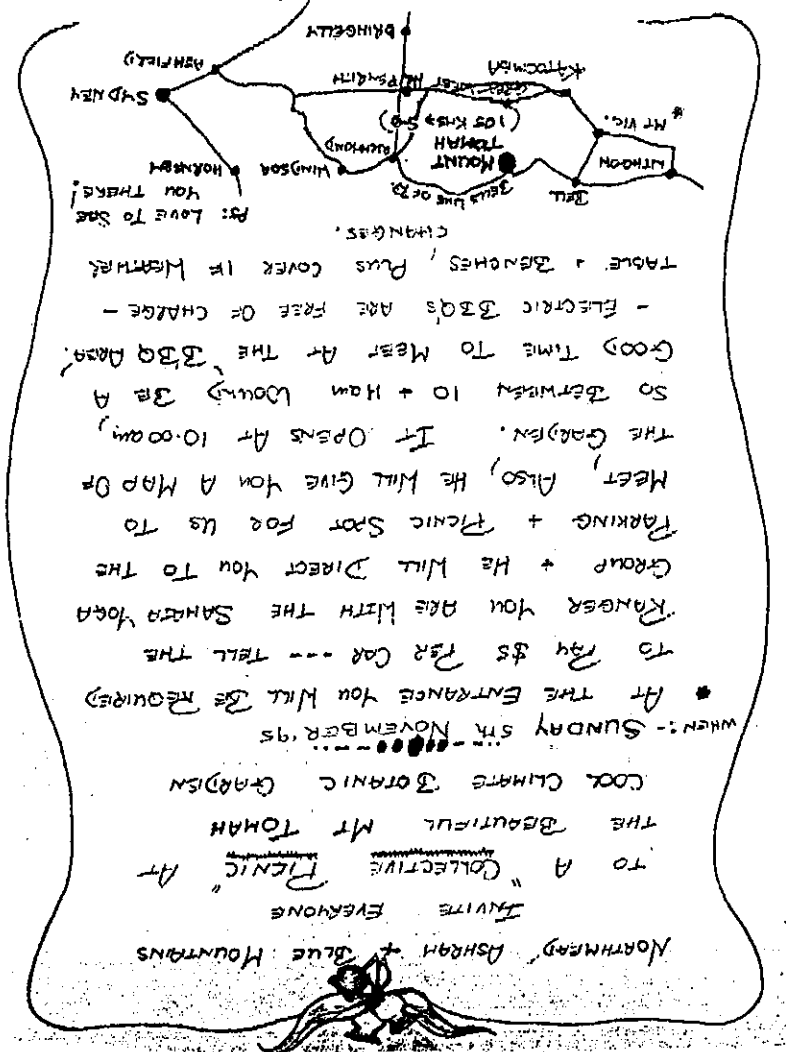 NORTHMEAD ASHRAM + BLUE MOUNTAINS
INVITE EVERYONE
TO A "COLLECTIVE PICNIC" AT
THE BEAUTIFUL MT TOMAH
COOL CLIMATE BOTANIC GARDEN
WHEN:- SUNDAY 5TH NOVEMBER '95
* AT THE ENTRANCE YOU WILL BE REQUIRED
TO PAY $5 PER CAR --- TELL THE
RANGER YOU ARE WITH THE SAHAJA YOGA
GROUP + HE WILL DIRECT YOU TO THE
PARKING + PICNIC SPOT FOR US TO
MEET, ALSO, HE WILL GIVE YOU A MAP OF
THE GARDEN. IT OPENS AT 10.00am,
SO BETWEEN 10 + 11am WOULD BE A
GOOD TIME TO MEET AT THE 'BBQ AREA'.
- ELECTRIC BBQ's ARE FREE OF CHARGE -
TABLE + BENCHES, PLUS COVER IF WEATHER
CHANGES.
PS: LOVE TO SEE
YOU THERE!
LITHGOW
BELL
BELLS LINE OF RD.
MT VIC.
MOUNT
TOMAH
(105 KMS
KATOOMBA
GREAT WEST
RICHMOND
WINDSOR
HORNSBY
PENRITH
SYDNEY
ASHFIELD
BRINGELLY